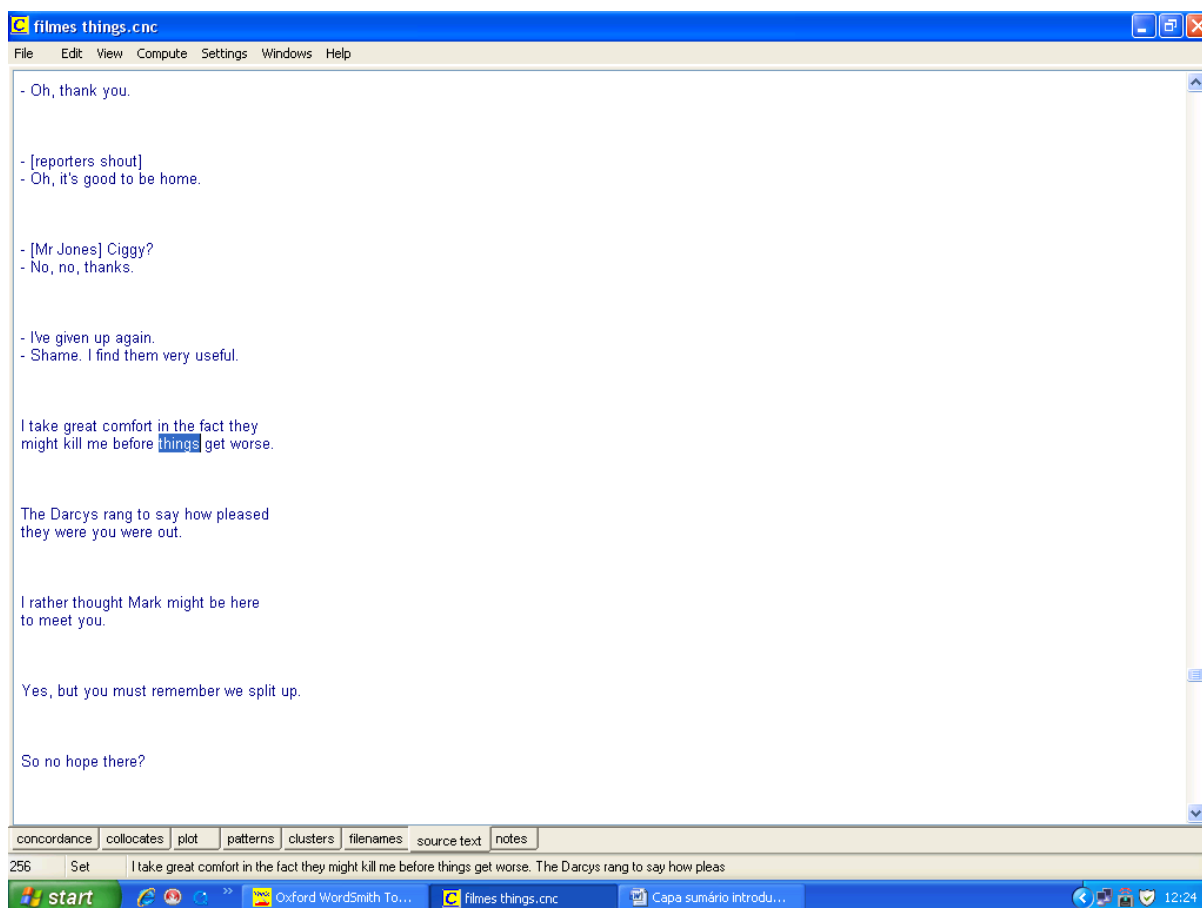 filmes things.cnc
File Edit View Compute Settings Windows Help
- Oh, thank you.
- [reporters shout]
- Oh, it's good to be home.
- [Mr Jones] Ciggy?
- No, no, thanks.
- I've given up again.
- Shame. I find them very useful.
I take great comfort in the fact they
might kill me before things get worse.
The Darcys rang to say how pleased
they were you were out.
I rather thought Mark might be here
to meet you.
Yes, but you must remember we split up.
So no hope there?
concordance collocates plot patterns clusters filenames source text notes
256 Set I take great comfort in the fact they might kill me before things get worse. The Darcys rang to say how pleas
start Oxford WordSmith To... filmes things.cnc Capa sumário introdu... 12:24